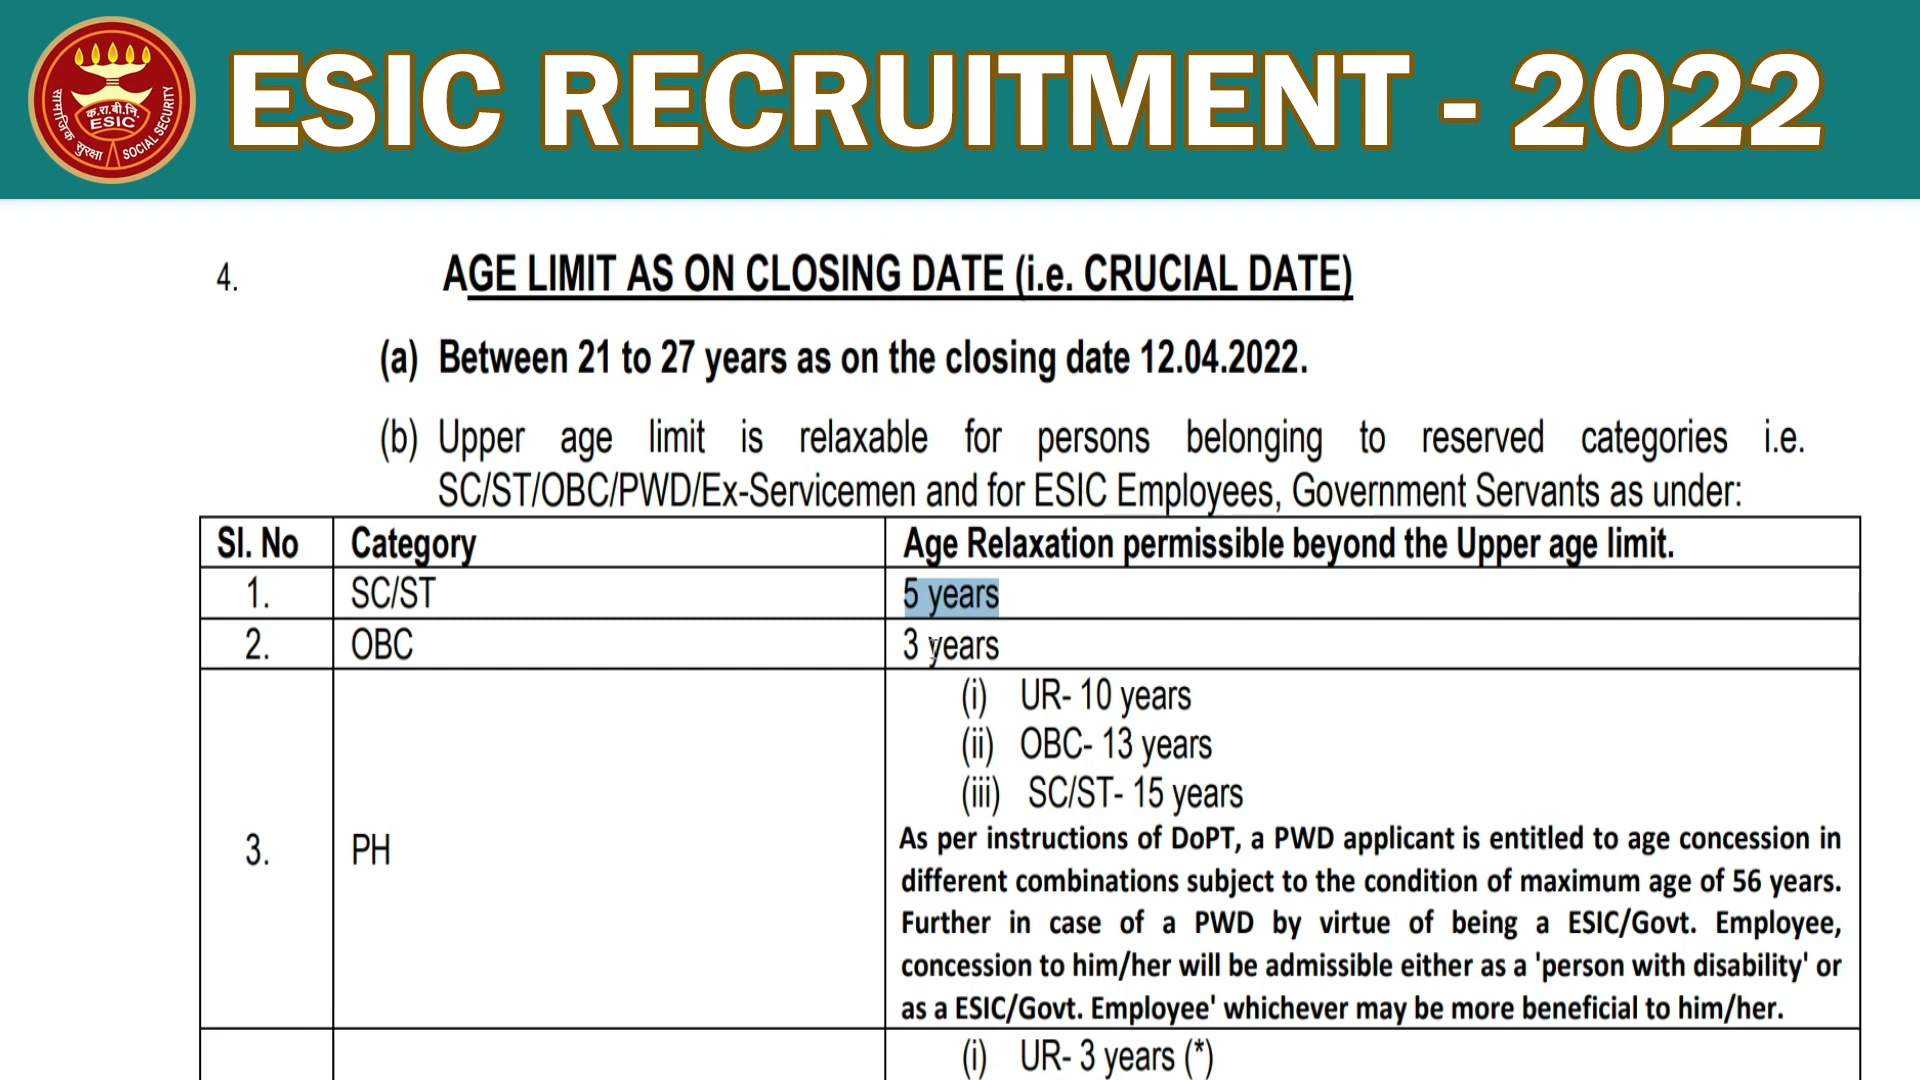 ESIC RECRUITMENT - 2022
क.रा.बी.नि.
ESIC
सामाजिक सुरक्षा
SOCIAL SECURITY
4. AGE LIMIT AS ON CLOSING DATE (i.e. CRUCIAL DATE)
(a) Between 21 to 27 years as on the closing date 12.04.2022.
(b) Upper age limit is relaxable for persons belonging to reserved categories i.e.
SC/ST/OBC/PWD/Ex-Servicemen and for ESIC Employees, Government Servants as under:
Sl. No Category Age Relaxation permissible beyond the Upper age limit.
1. SC/ST 5 years
2. OBC 3 years
3. PH
(i) UR- 10 years
(ii) OBC- 13 years
(iii) SC/ST- 15 years
As per instructions of DoPT, a PWD applicant is entitled to age concession in
different combinations subject to the condition of maximum age of 56 years.
Further in case of a PWD by virtue of being a ESIC/Govt. Employee,
concession to him/her will be admissible either as a 'person with disability' or
as a ESIC/Govt. Employee' whichever may be more beneficial to him/her.
(i) UR- 3 years (*)